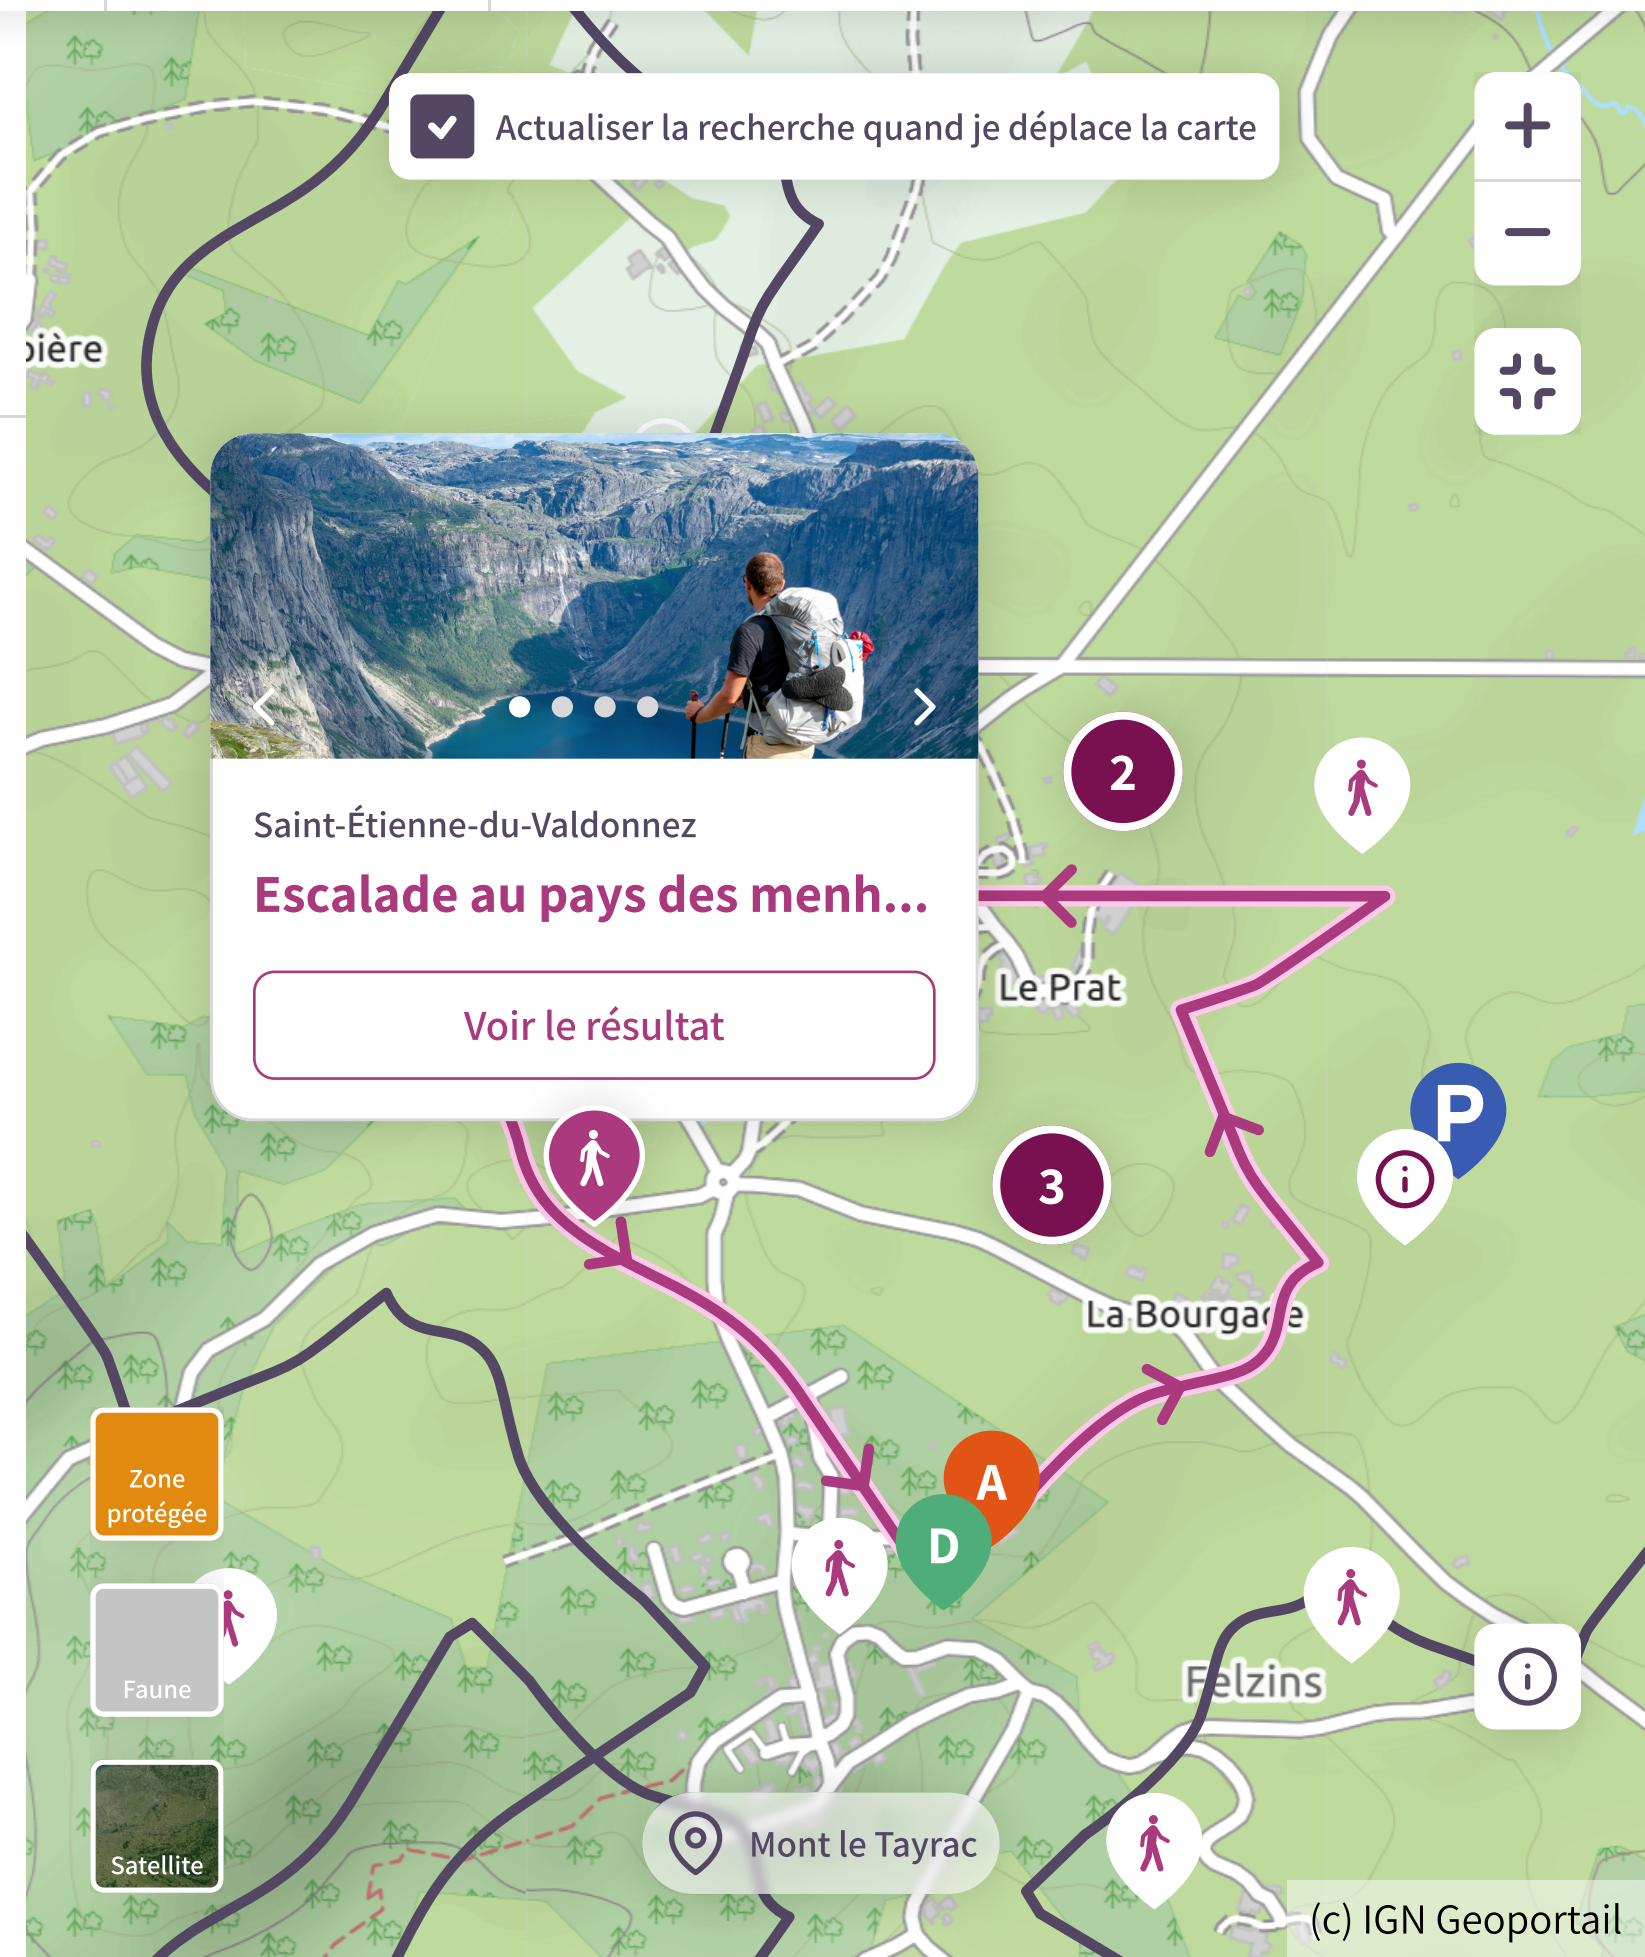 Actualiser la recherche quand je déplace la carte
ière
Saint-Étienne-du-Valdonnez
Escalade au pays des menh...
Voir le résultat
2
Le Prat
P
3
La Bourgade
A
D
Zone
protégée
Faune
Felzins
Satellite
Mont le Tayrac
(c) IGN Geoportail